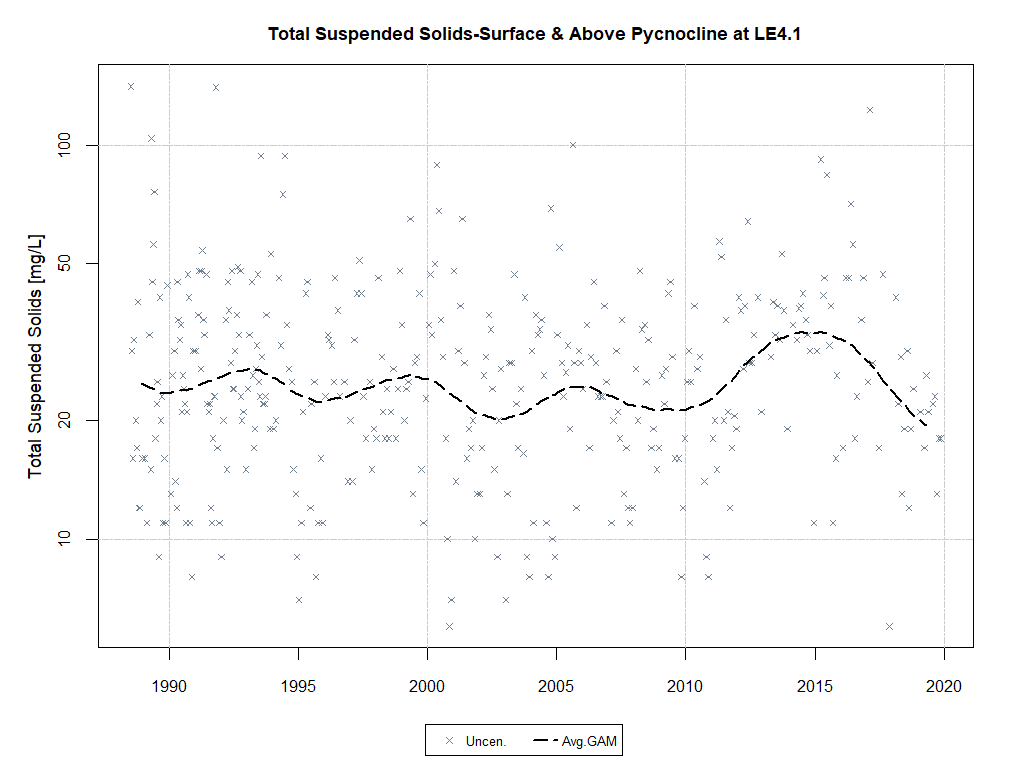 Total Suspended Solids-Surface & Above Pycnocline at LE4.1
Total Suspended Solids [mg/L]
100
50
20
10
1990 1995 2000 2005 2010 2015 2020
Uncen. Avg.GAM